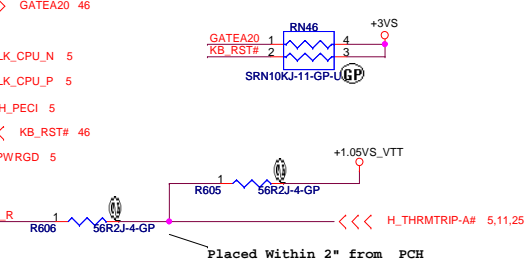 GATEA20 46
RN46
+3VS
GATEA20 1 4
KB_RST# 2 3
LK_CPU_N 5
SRN10KJ-11-GP-U
GP
LK_CPU_P 5
H_PECI 5
KB_RST# 46
PWRGD 5
+1.05VS_VTT
1
R605 56R2J-4-GP
_R 1
H_THRMTRIP-A# 5,11,25
R606 56R2J-4-GP
Placed Within 2" from PCH